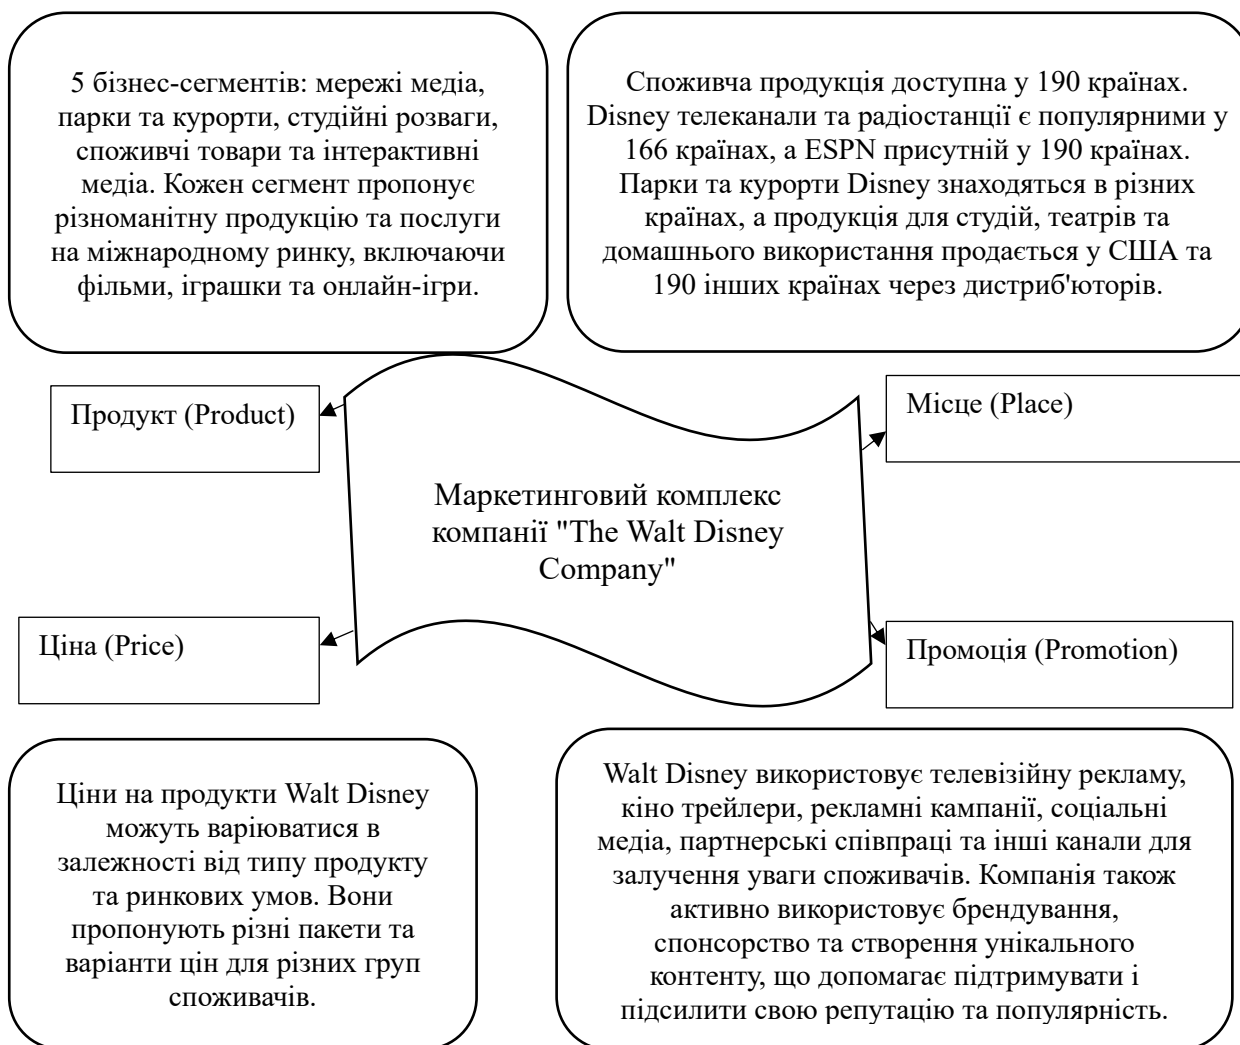 5 бізнес-сегментів: мережі медіа,
парки та курорти, студійні розваги,
споживчі товари та інтерактивні
медіа. Кожен сегмент пропонує
різноманітну продукцію та послуги
на міжнародному ринку, включаючи
фільми, іграшки та онлайн-ігри.
Споживча продукція доступна у 190 країнах.
Disney телеканали та радіостанції є популярними у
166 країнах, а ESPN присутній у 190 країнах.
Парки та курорти Disney знаходяться в різних
країнах, а продукція для студій, театрів та
домашнього використання продається у США та
190 інших країнах через дистриб'юторів.
Продукт (Product)
Місце (Place)
Маркетинговий комплекс
компанії "The Walt Disney
Company"
Ціна (Price)
Промоція (Promotion)
Ціни на продукти Walt Disney
можуть варіюватися в
залежності від типу продукту
та ринкових умов. Вони
пропонують різні пакети та
варіанти цін для різних груп
споживачів.
Walt Disney використовує телевізійну рекламу,
кіно трейлери, рекламні кампанії, соціальні
медіа, партнерські співпраці та інші канали для
залучення уваги споживачів. Компанія також
активно використовує брендування,
спонсорство та створення унікального
контенту, що допомагає підтримувати і
підсилити свою репутацію та популярність.